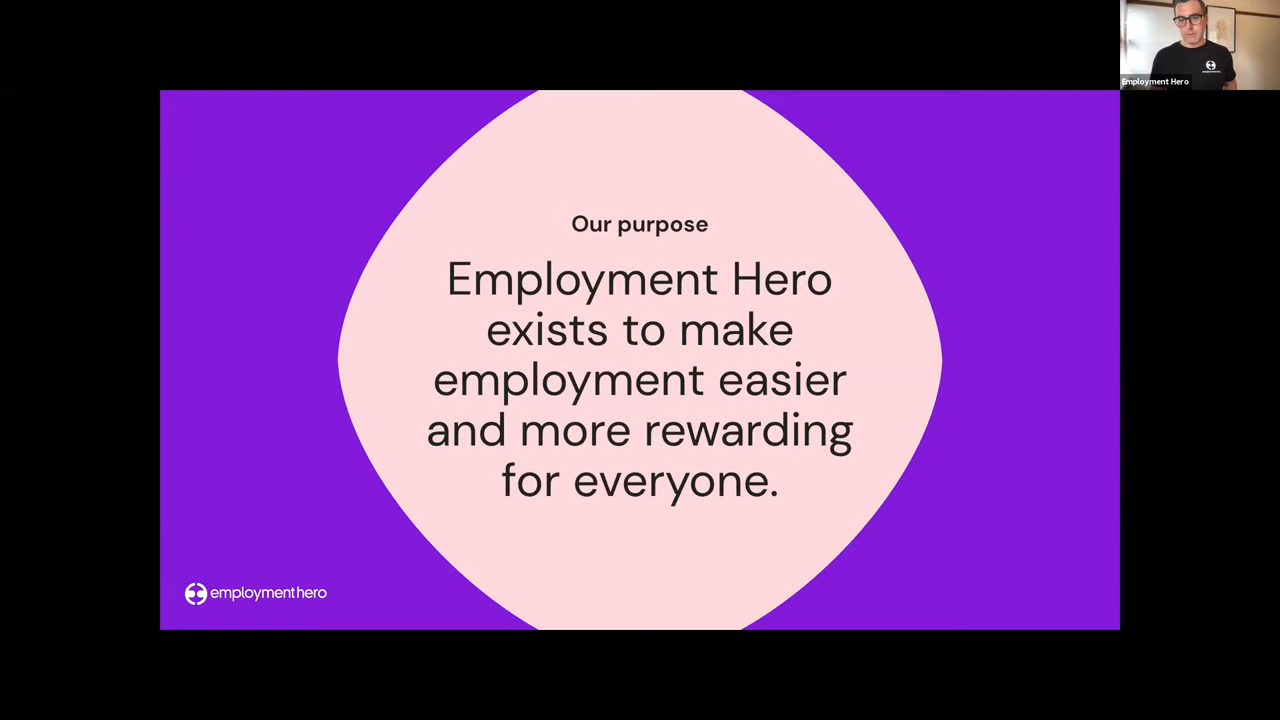 Employment Hero
Our purpose
Employment Hero
exists to make
employment easier
and more rewarding
for everyone.
employmenthero